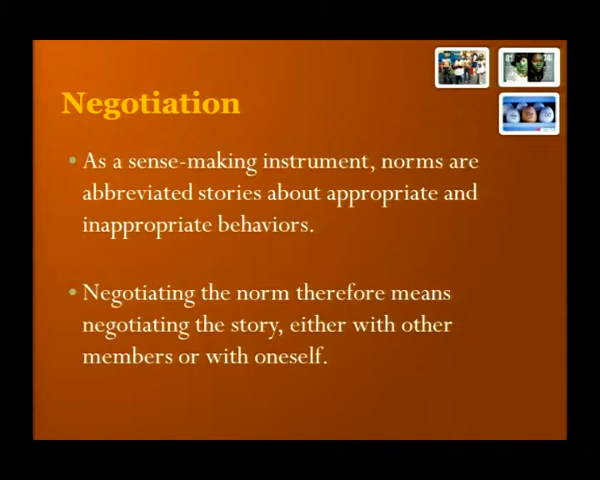 Negotiation
• As a sense-making instrument, norms are
abbreviated stories about appropriate and
inappropriate behaviors.
• Negotiating the norm therefore means
negotiating the story, either with other
members or with oneself.